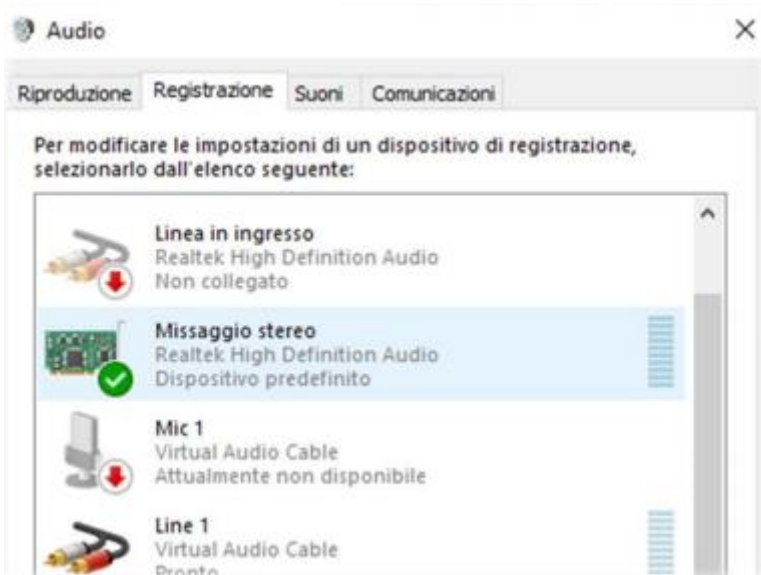 Audio
Riproduzione Registrazione Suoni Comunicazioni
Per modificare le impostazioni di un dispositivo di registrazione,
selezionarlo dall'elenco seguente:
Linea in ingresso
Realtek High Definition Audio
Non collegato
Missaggio stereo
Realtek High Definition Audio
Dispositivo predefinito
Mic 1
Virtual Audio Cable
Attualmente non disponibile
Line 1
Virtual Audio Cable
Pronto